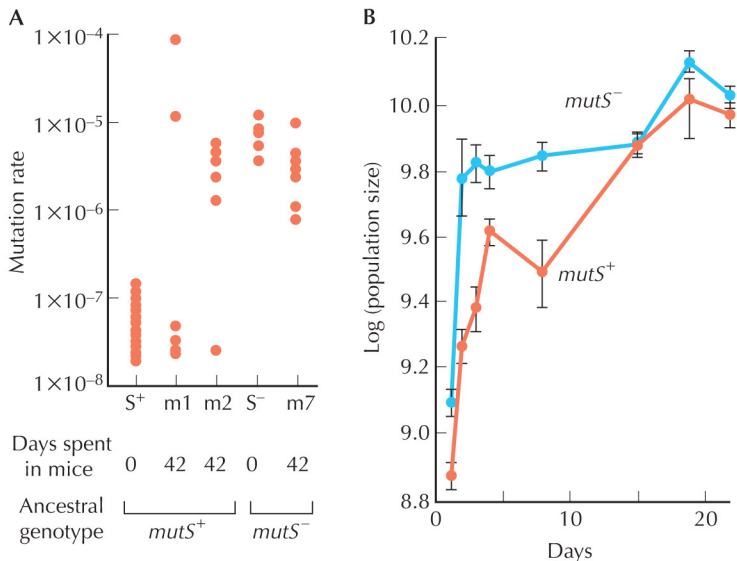 A
Mutation rate
1×10⁻⁴
1×10⁻⁵
1×10⁻⁶
1×10⁻⁷
1×10⁻⁸
S⁺ m1 m2 S⁻ m7
Days spent
in mice
0 42 42 0 42
Ancestral
genotype
mutS⁺ mutS⁻
B
Log (population size)
10.2
10.0
9.8
9.6
9.4
9.2
9.0
8.8
mutS⁻
mutS⁺
0 10 20
Days